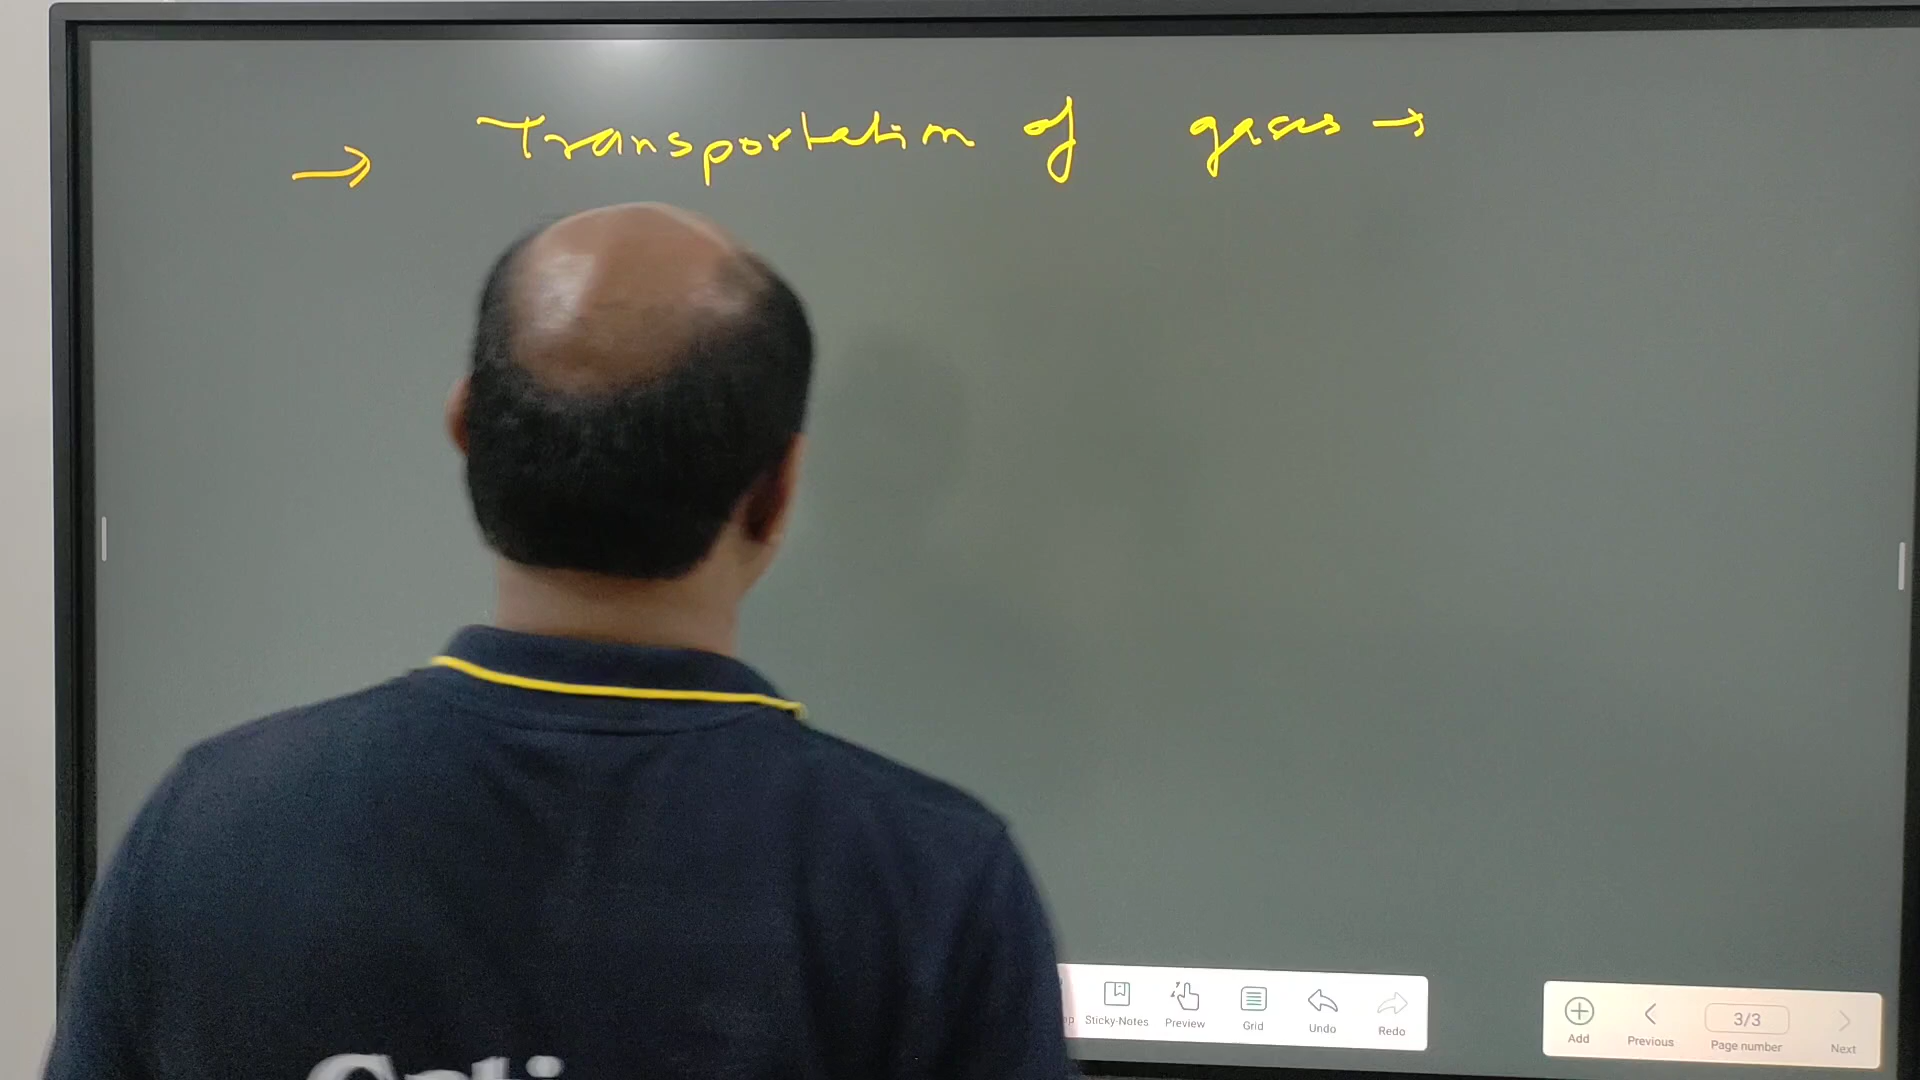 → Transportation of gases →
Sticky-Notes Preview Grid Undo Redo
Add Previous 3/3 Page number Next